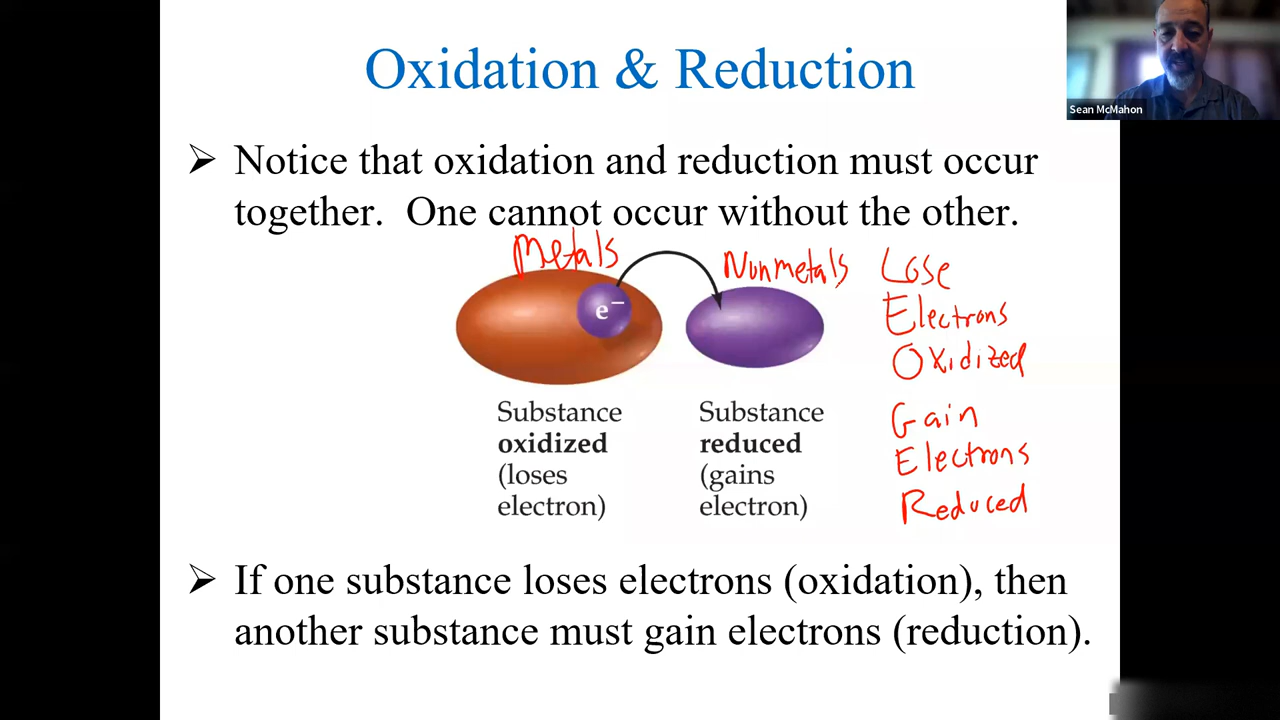 Oxidation & Reduction
Sean McMahon
➢ Notice that oxidation and reduction must occur
together. One cannot occur without the other.
Metals
Nonmetals
e⁻
Lose
Electrons
Oxidized
Gain
Electrons
Reduced
Substance
oxidized
(loses
electron)
Substance
reduced
(gains
electron)
➢ If one substance loses electrons (oxidation), then
another substance must gain electrons (reduction).